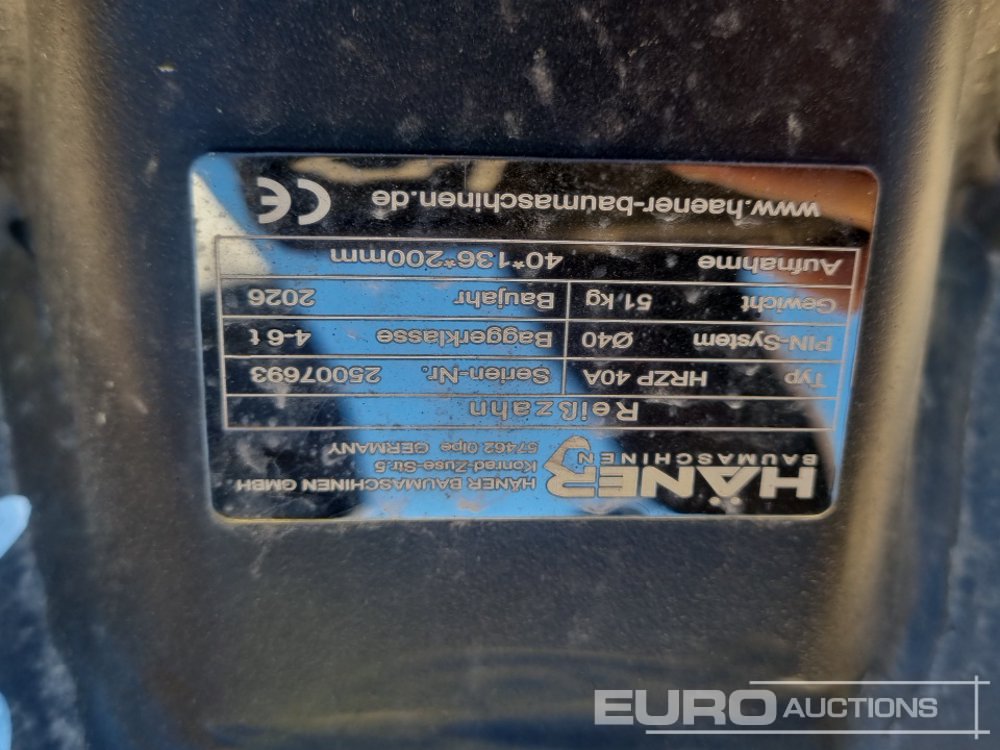 HÄNER
BAUMASCHINEN
HÄNER BAUMASCHINEN GMBH
Konrad-Zuse-Str.5
57462 Olpe GERMANY
Reißzahn
Typ HRZP 40A Serien-Nr. 25007693
PIN-System Ø40 Baggerklasse 4-6 t
Gewicht 51 kg Baujahr 2026
Aufnahme 40*136*200mm
www.haener-baumaschinen.de CE
EURO AUCTIONS